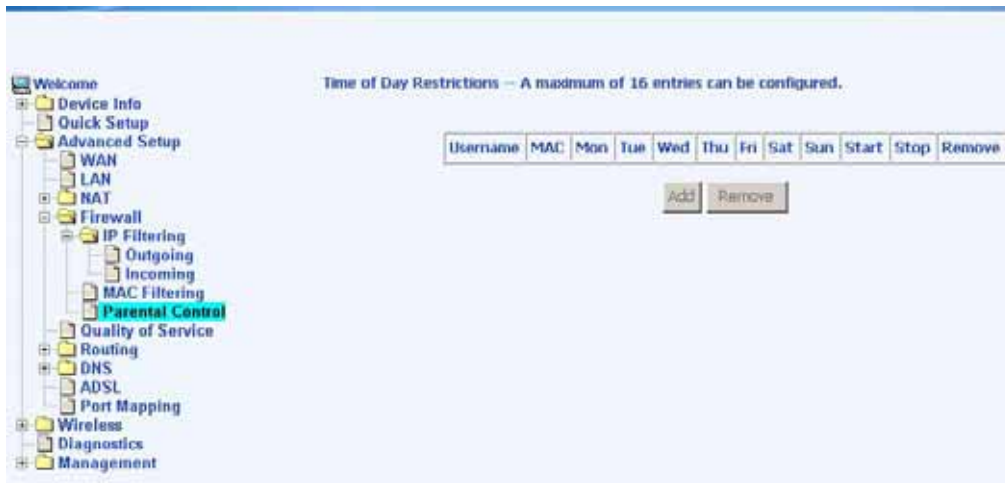 Welcome
Device Info
Quick Setup
Advanced Setup
WAN
LAN
NAT
Firewall
IP Filtering
Outgoing
Incoming
MAC Filtering
Parental Control
Quality of Service
Routing
DNS
ADSL
Port Mapping
Wireless
Diagnostics
Management
Time of Day Restrictions -- A maximum of 16 entries can be configured.
Username MAC Mon Tue Wed Thu Fri Sat Sun Start Stop Remove
Add Remove